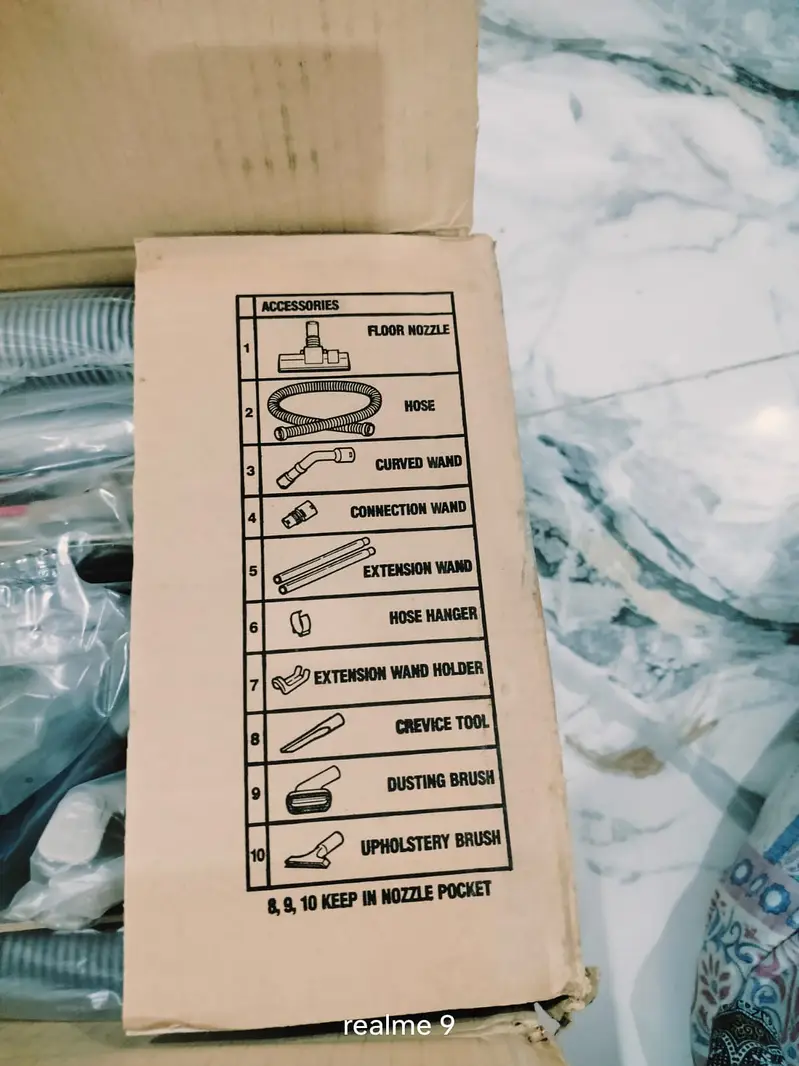 ACCESSORIES
1 FLOOR NOZZLE
2 HOSE
3 CURVED WAND
4 CONNECTION WAND
5 EXTENSION WAND
6 HOSE HANGER
7 EXTENSION WAND HOLDER
8 CREVICE TOOL
9 DUSTING BRUSH
10 UPHOLSTERY BRUSH
8, 9, 10 KEEP IN NOZZLE POCKET
realme 9